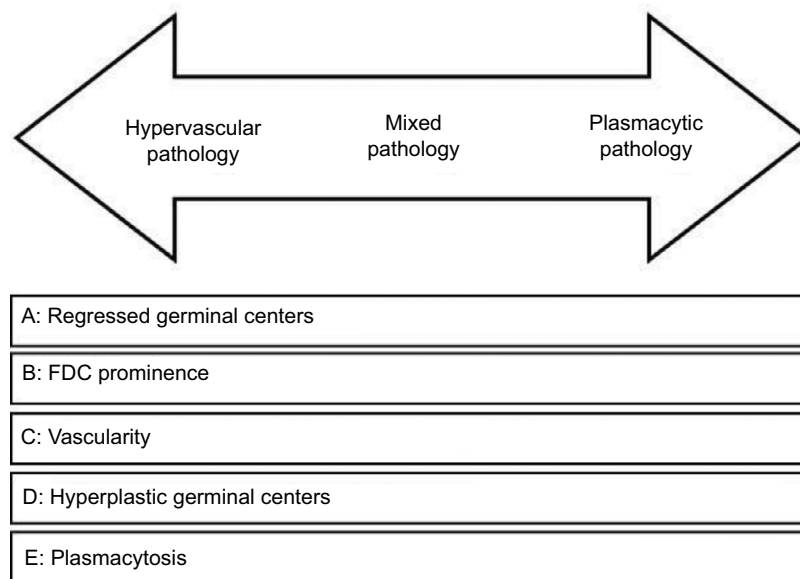 Hypervascular
pathology
Mixed
pathology
Plasmacytic
pathology
A: Regressed germinal centers
B: FDC prominence
C: Vascularity
D: Hyperplastic germinal centers
E: Plasmacytosis